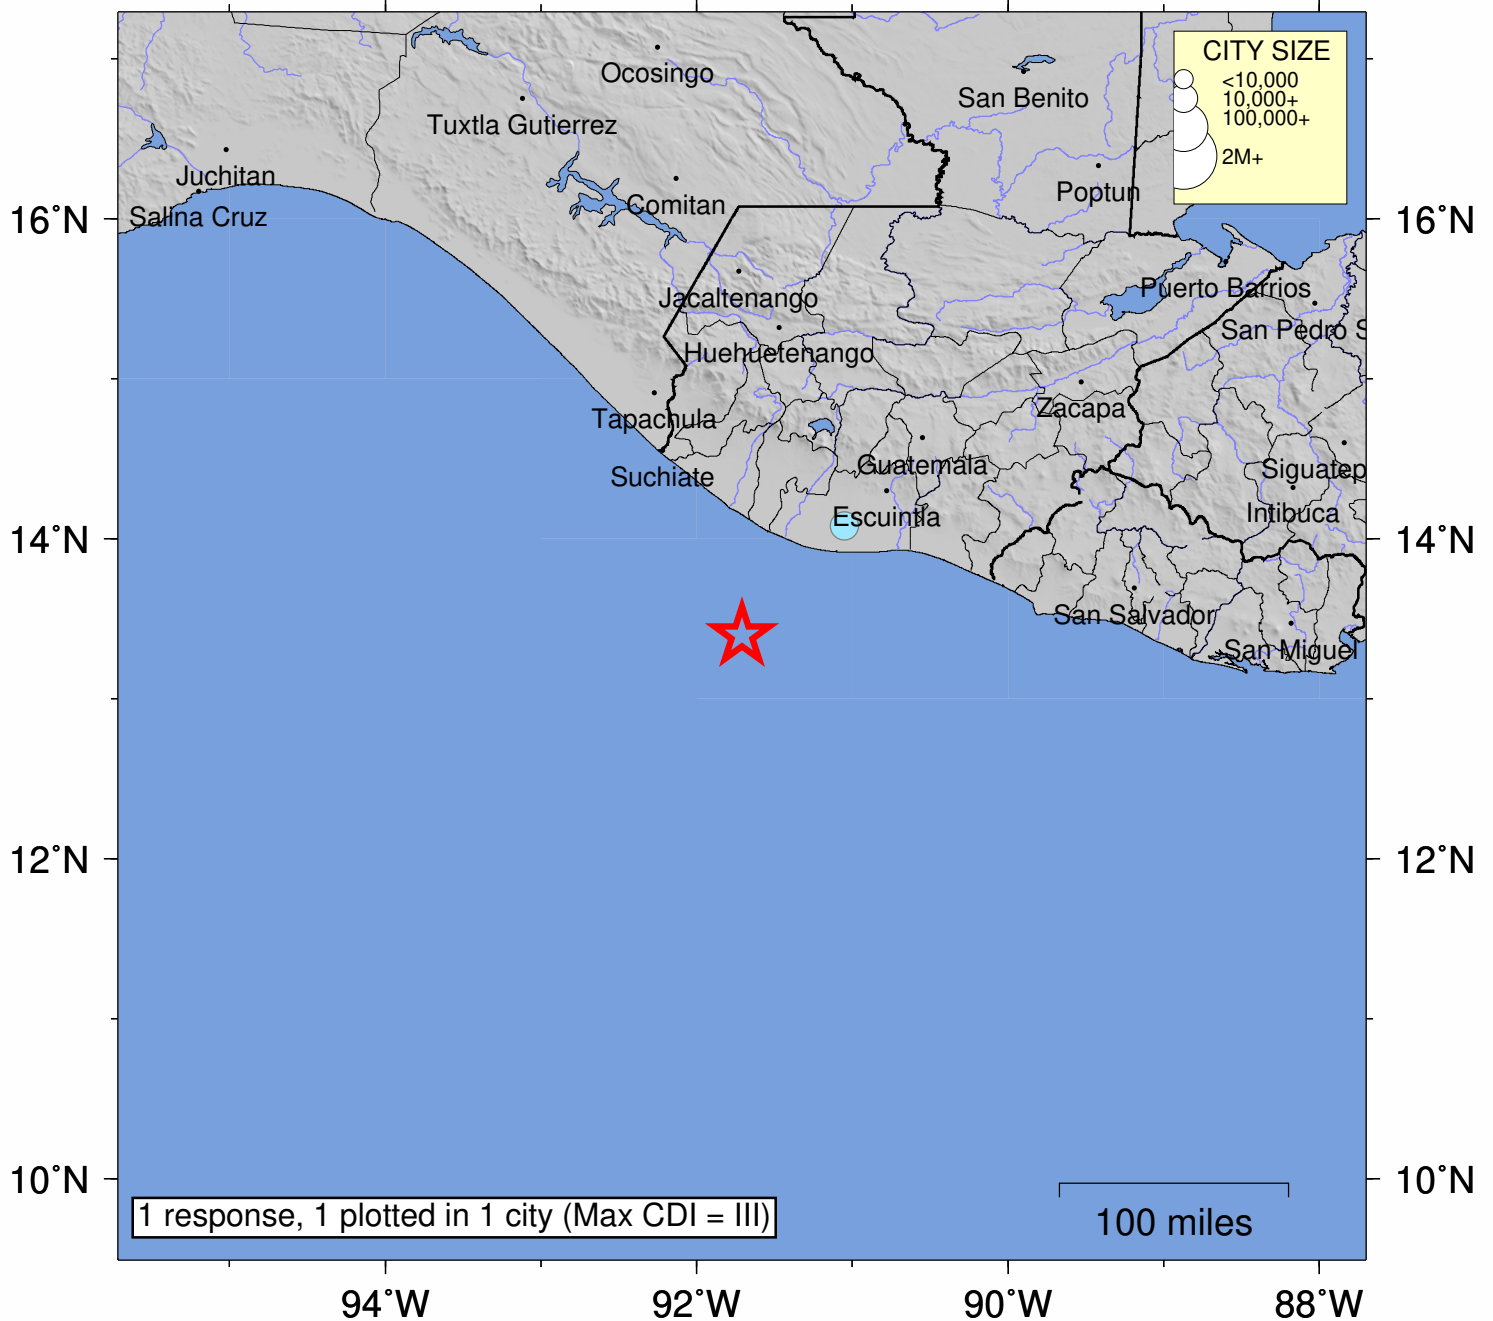 CITY SIZE
<10,000
10,000+
100,000+
2M+
Ocosingo
San Benito
Tuxtla Gutierrez
Juchitan
Poptun
Comitan
Salina Cruz
16°N
16°N
Jacaltenango
Puerto Barrios
San Pedro S
Huehuetenango
Zacapa
Tapachula
Guatemala
Siguatep
Suchiate
Intibuca
Escuintla
14°N
14°N
San Salvador
San Miguel
12°N
12°N
10°N
10°N
1 response, 1 plotted in 1 city (Max CDI = III)
100 miles
94°W
92°W
90°W
88°W